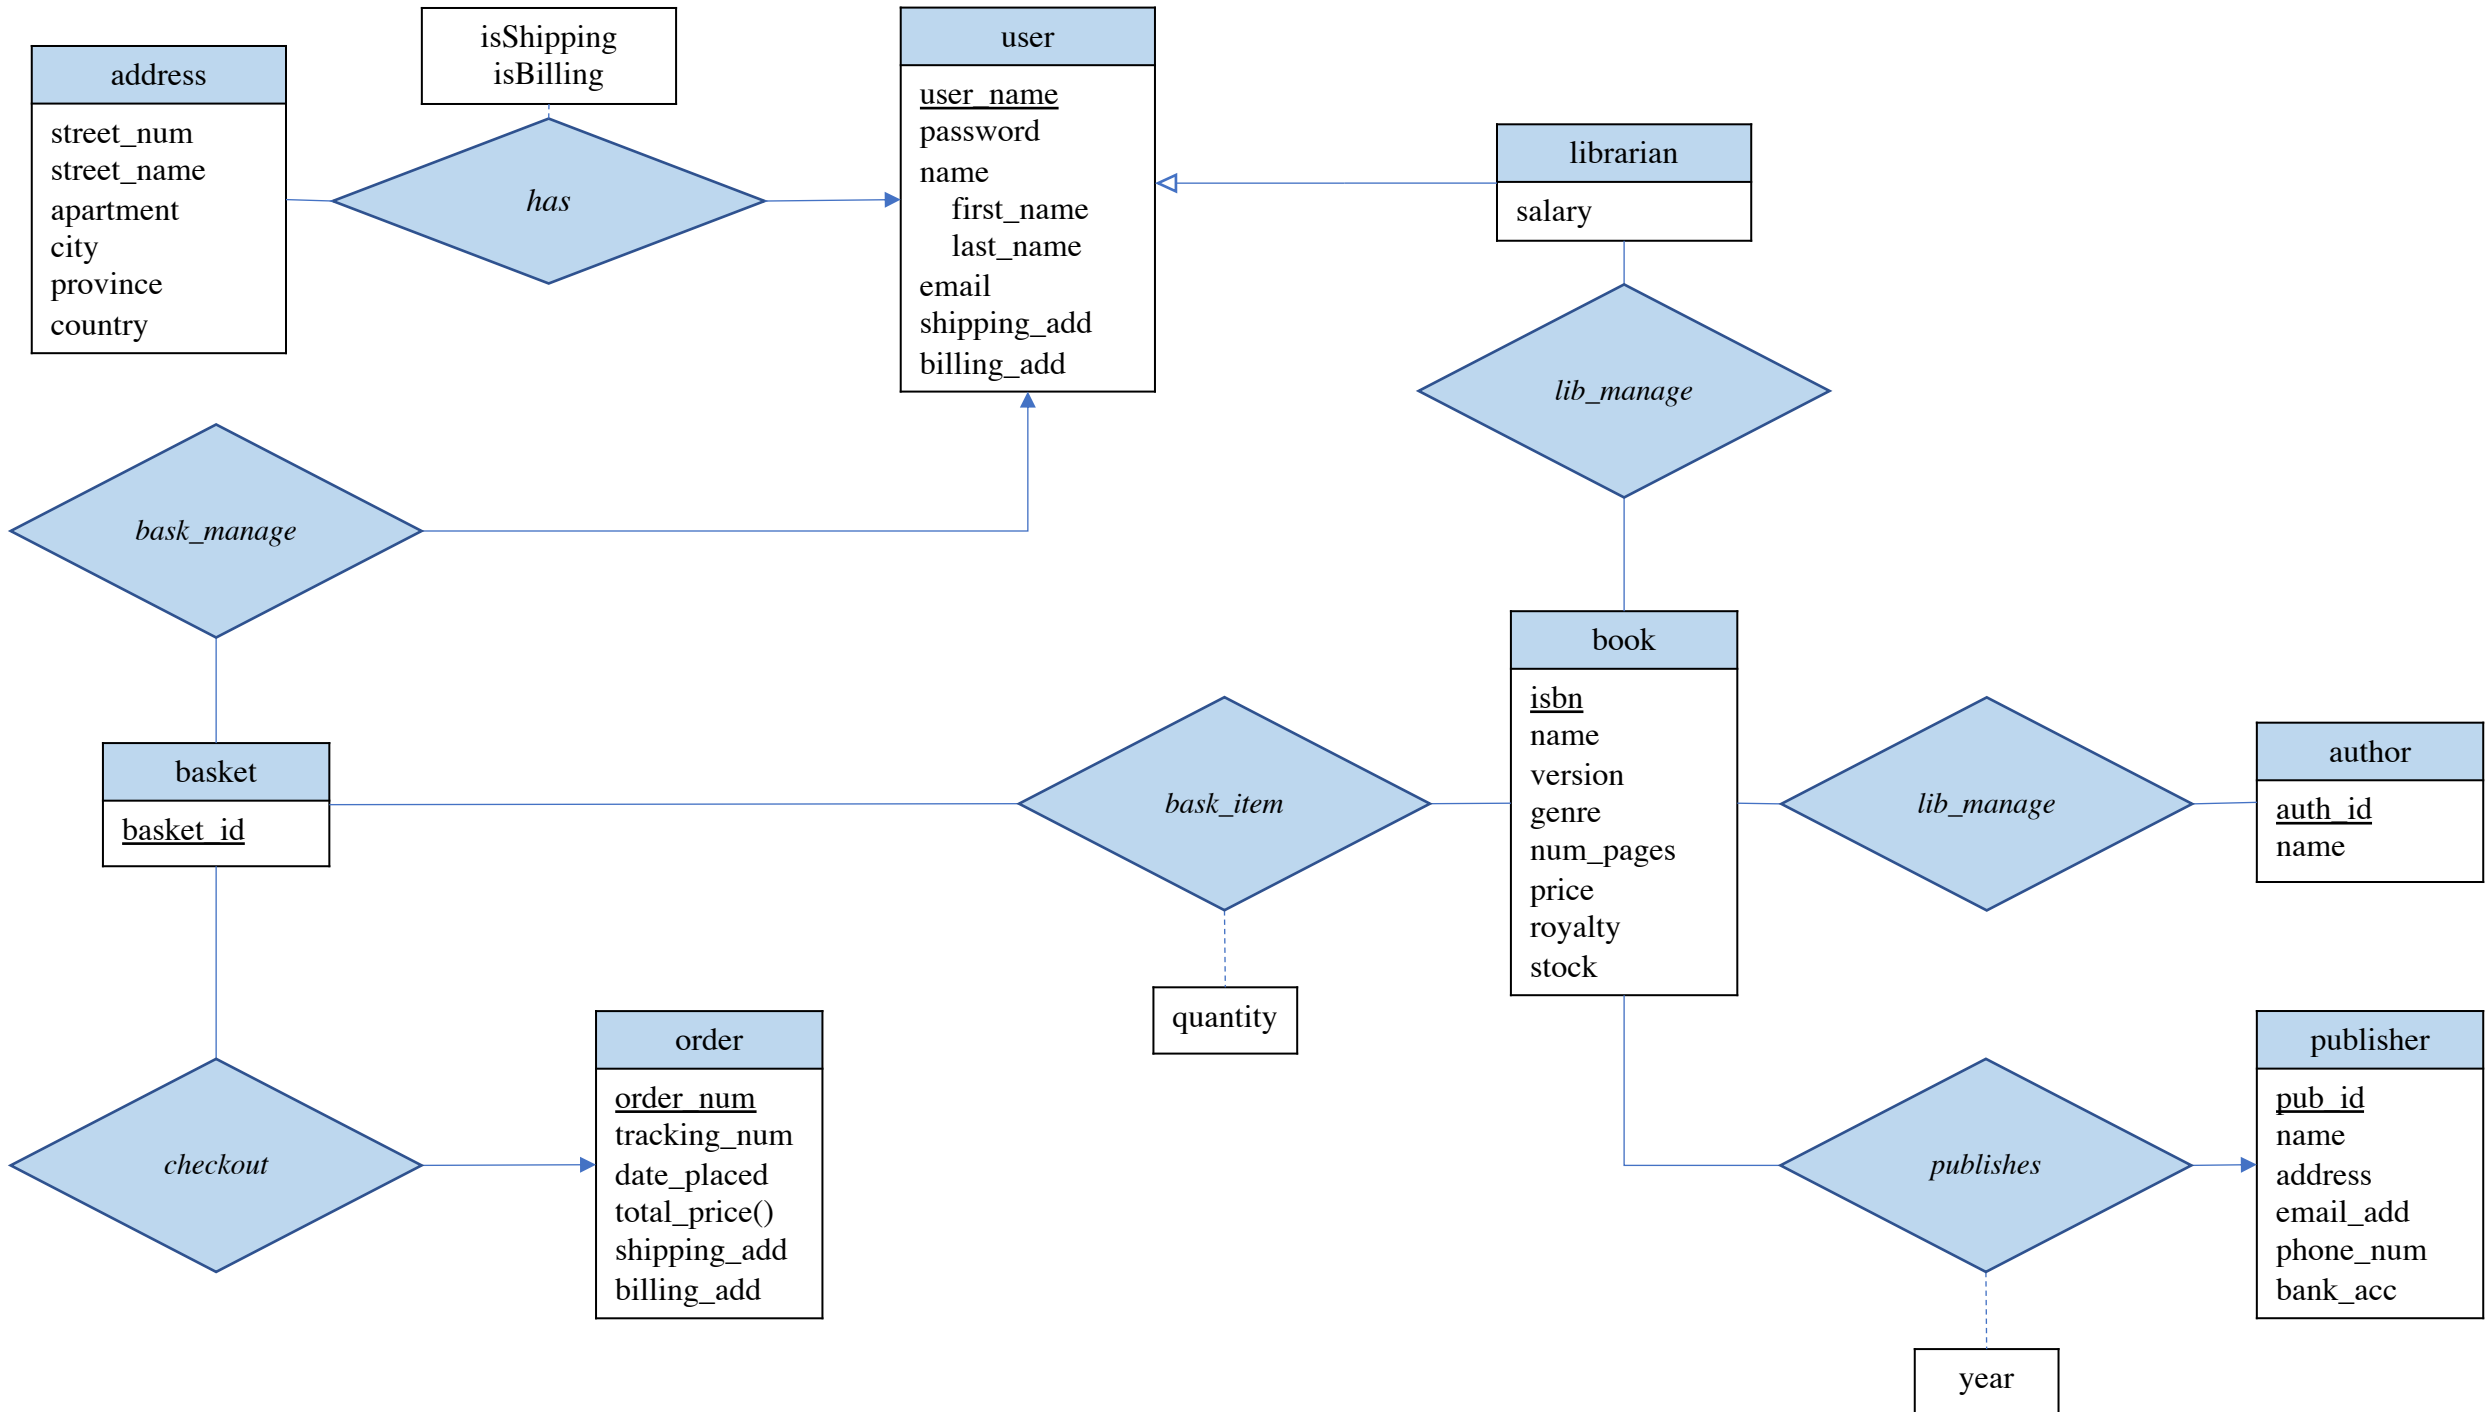 isShipping
isBilling
address
street_num
street_name
apartment
city
province
country
has
user
user_name
password
name
first_name
last_name
email
shipping_add
billing_add
librarian
salary
lib_manage
bask_manage
basket
basket_id
bask_item
quantity
book
isbn
name
version
genre
num_pages
price
royalty
stock
lib_manage
author
auth_id
name
checkout
order
order_num
tracking_num
date_placed
total_price()
shipping_add
billing_add
publishes
year
publisher
pub_id
name
address
email_add
phone_num
bank_acc